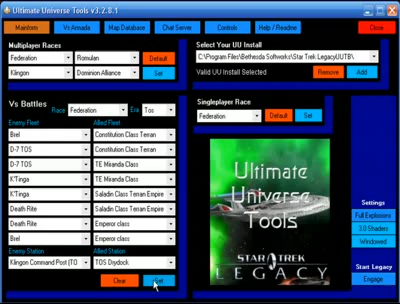 Ultimate Universe Tools v3.2.8.1
Mainform
Vs Armada
Map Database
Chat Server
Controls
Help / Readme
Close
Multiplayer Races
Federation
Romulan
Default
Klingon
Dominion Alliance
Set
Select Your UU Install
C:\Program Files\Bethesda Softworks\Star Trek LegacyUUTB\
Valid UU Install Selected
Remove
Add
Vs Battles
Race
Federation
Era
Tos
Enemy Fleet
Allied Fleet
Brel
Constitution Class Terran
D-7 TOS
Constitution Class Terran
D-7 TOS
TE Miranda Class
K'Tinga
TE Miranda Class
K'Tinga
Saladin Class Terran Empire
Death Rite
Saladin Class Terran Empire
Death Rite
Emperor class
Brel
Emperor class
Enemy Station
Allied Station
Klingon Command Post (TO
TOS Drydock
Clear
Set
Singleplayer Race
Federation
Default
Set
Ultimate
Universe
Tools
STAR TREK
LEGACY
Settings
Full Explosions
3.0 Shaders
Windowed
Start Legacy
Engage